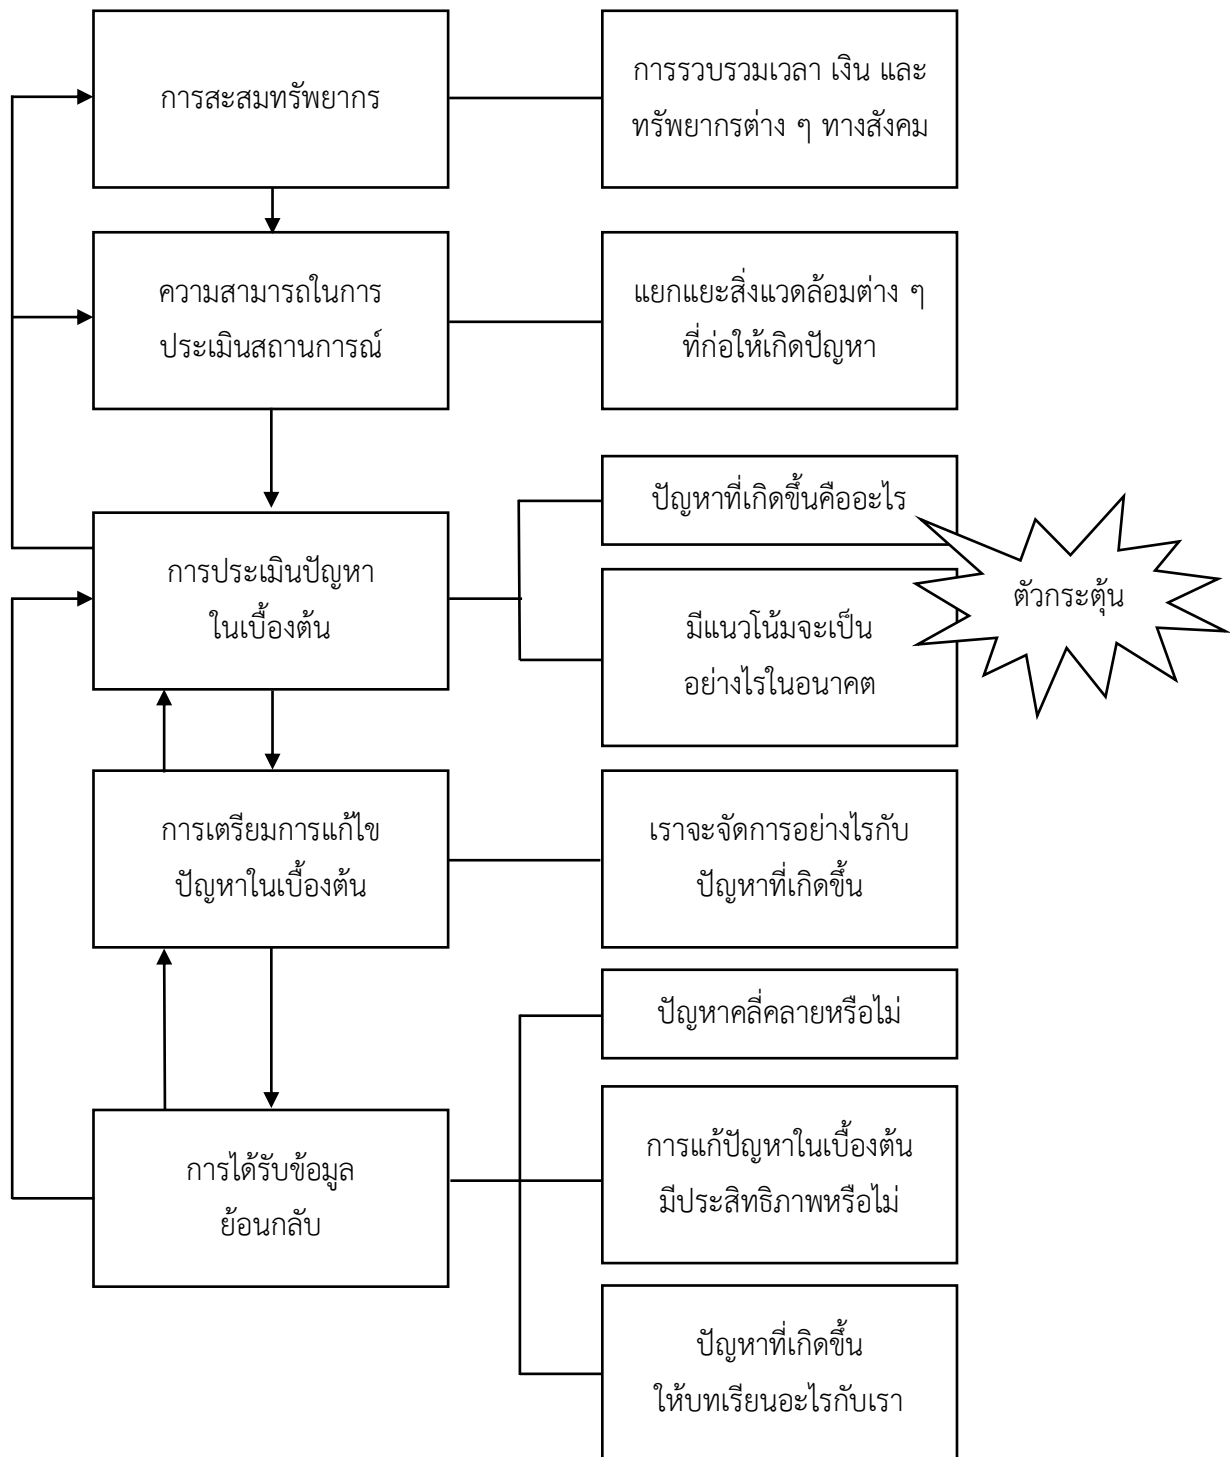 การสะสมทรัพยากร
การรวบรวมเวลา เงิน และ
ทรัพยากรต่าง ๆ ทางสังคม
ความสามารถในการ
ประเมินสถานการณ์
แยกแยะสิ่งแวดล้อมต่าง ๆ
ที่ก่อให้เกิดปัญหา
การประเมินปัญหา
ในเบื้องต้น
ปัญหาที่เกิดขึ้นคืออะไร
มีแนวโน้มจะเป็น
อย่างไรในอนาคต
ตัวกระตุ้น
การเตรียมการแก้ไข
ปัญหาในเบื้องต้น
เราจะจัดการอย่างไรกับ
ปัญหาที่เกิดขึ้น
การได้รับข้อมูล
ย้อนกลับ
ปัญหาคลี่คลายหรือไม่
การแก้ปัญหาในเบื้องต้น
มีประสิทธิภาพหรือไม่
ปัญหาที่เกิดขึ้น
ให้บทเรียนอะไรกับเรา